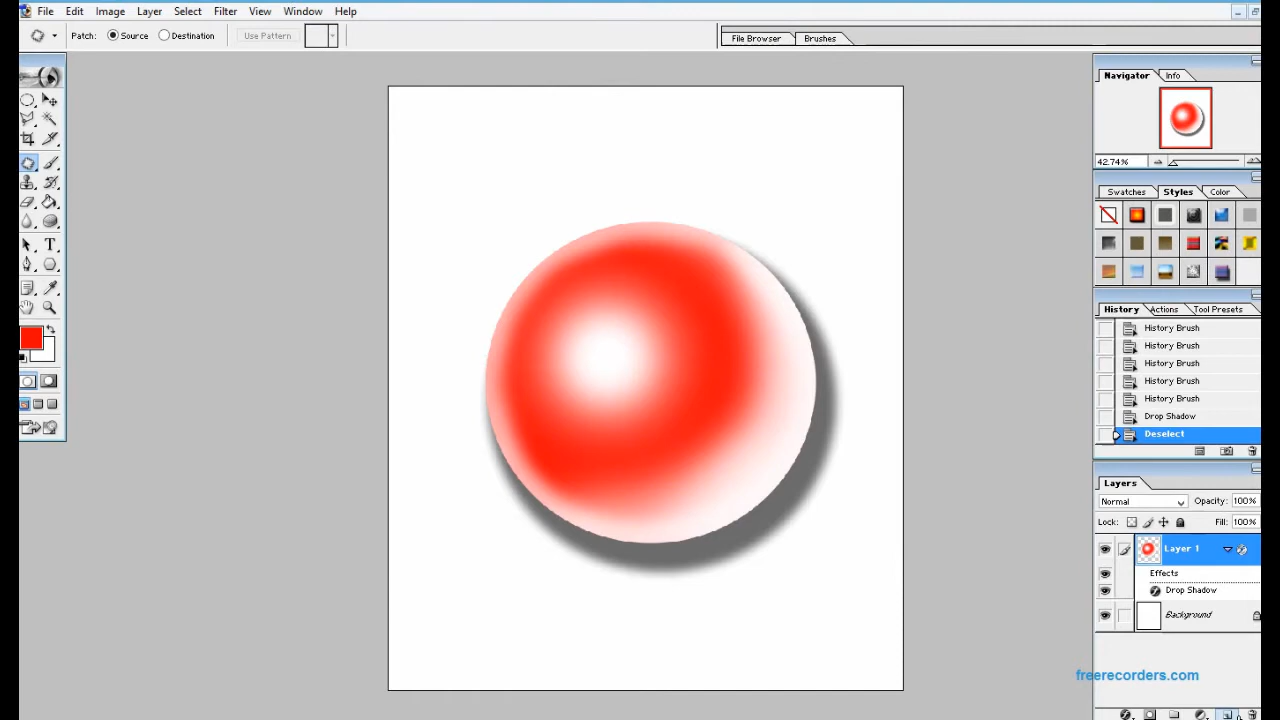 File Edit Image Layer Select Filter View Window Help
Patch: Source Destination Use Pattern File Browser Brushes
Navigator Info
42.74%
Swatches Styles Color
History Actions Tool Presets
History Brush
History Brush
History Brush
History Brush
History Brush
Drop Shadow
Deselect
Layers
Normal Opacity: 100%
Lock: Fill: 100%
Layer 1
Effects
Drop Shadow
Background
freerecorders.com